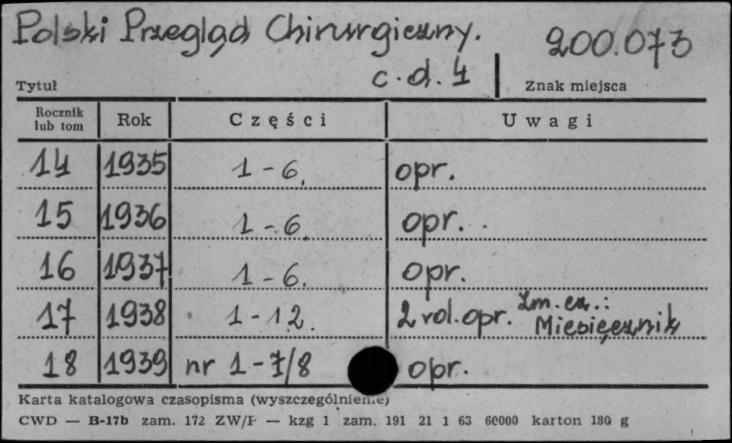 Polski Przegląd Chirurgiczny.
200.073
c.d. 4
Tytuł
Znak miejsca
Rocznik lub tom Rok Części Uwagi
14 1935 1-6. opr.
15 1936 1-6 opr.
16 1937 1-6. opr.
17 1938 1-12. 2 vol. opr. Zm. cz.: Miesięcznik
18 1939 nr 1-7/8 opr.
Karta katalogowa czasopisma (wyszczególnienie)
CWD — B-17b zam. 172 ZW/F — kzg 1 zam. 191 21 1 63 60000 karton 180 g